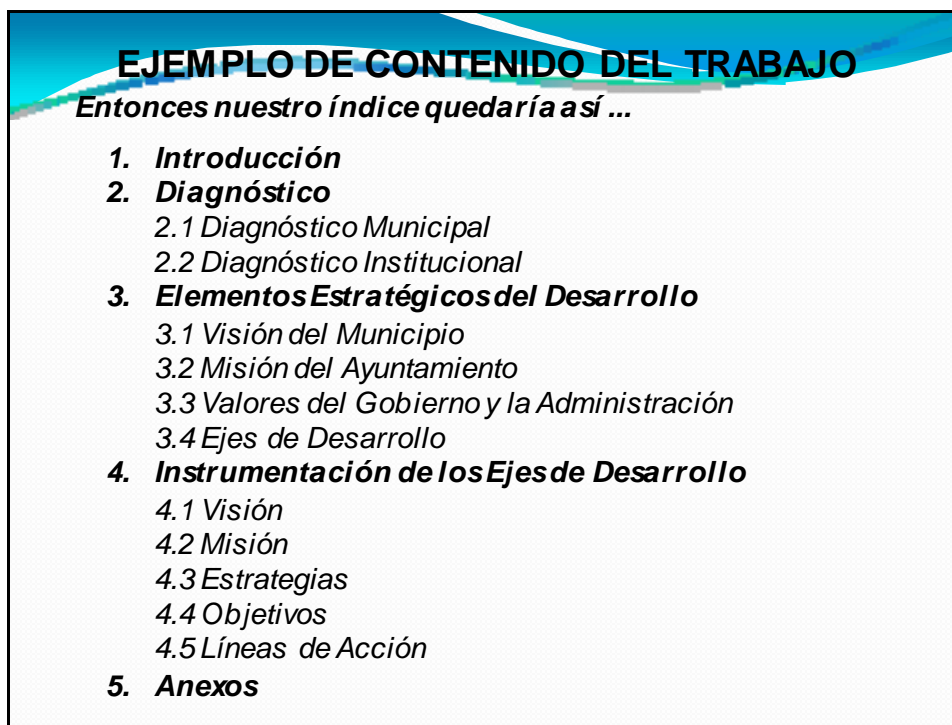 EJEMPLO DE CONTENIDO DEL TRABAJO
Entonces nuestro índice quedaría así ...
1. Introducción
2. Diagnóstico
2.1 Diagnóstico Municipal
2.2 Diagnóstico Institucional
3. Elementos Estratégicos del Desarrollo
3.1 Visión del Municipio
3.2 Misión del Ayuntamiento
3.3 Valores del Gobierno y la Administración
3.4 Ejes de Desarrollo
4. Instrumentación de los Ejes de Desarrollo
4.1 Visión
4.2 Misión
4.3 Estrategias
4.4 Objetivos
4.5 Líneas de Acción
5. Anexos